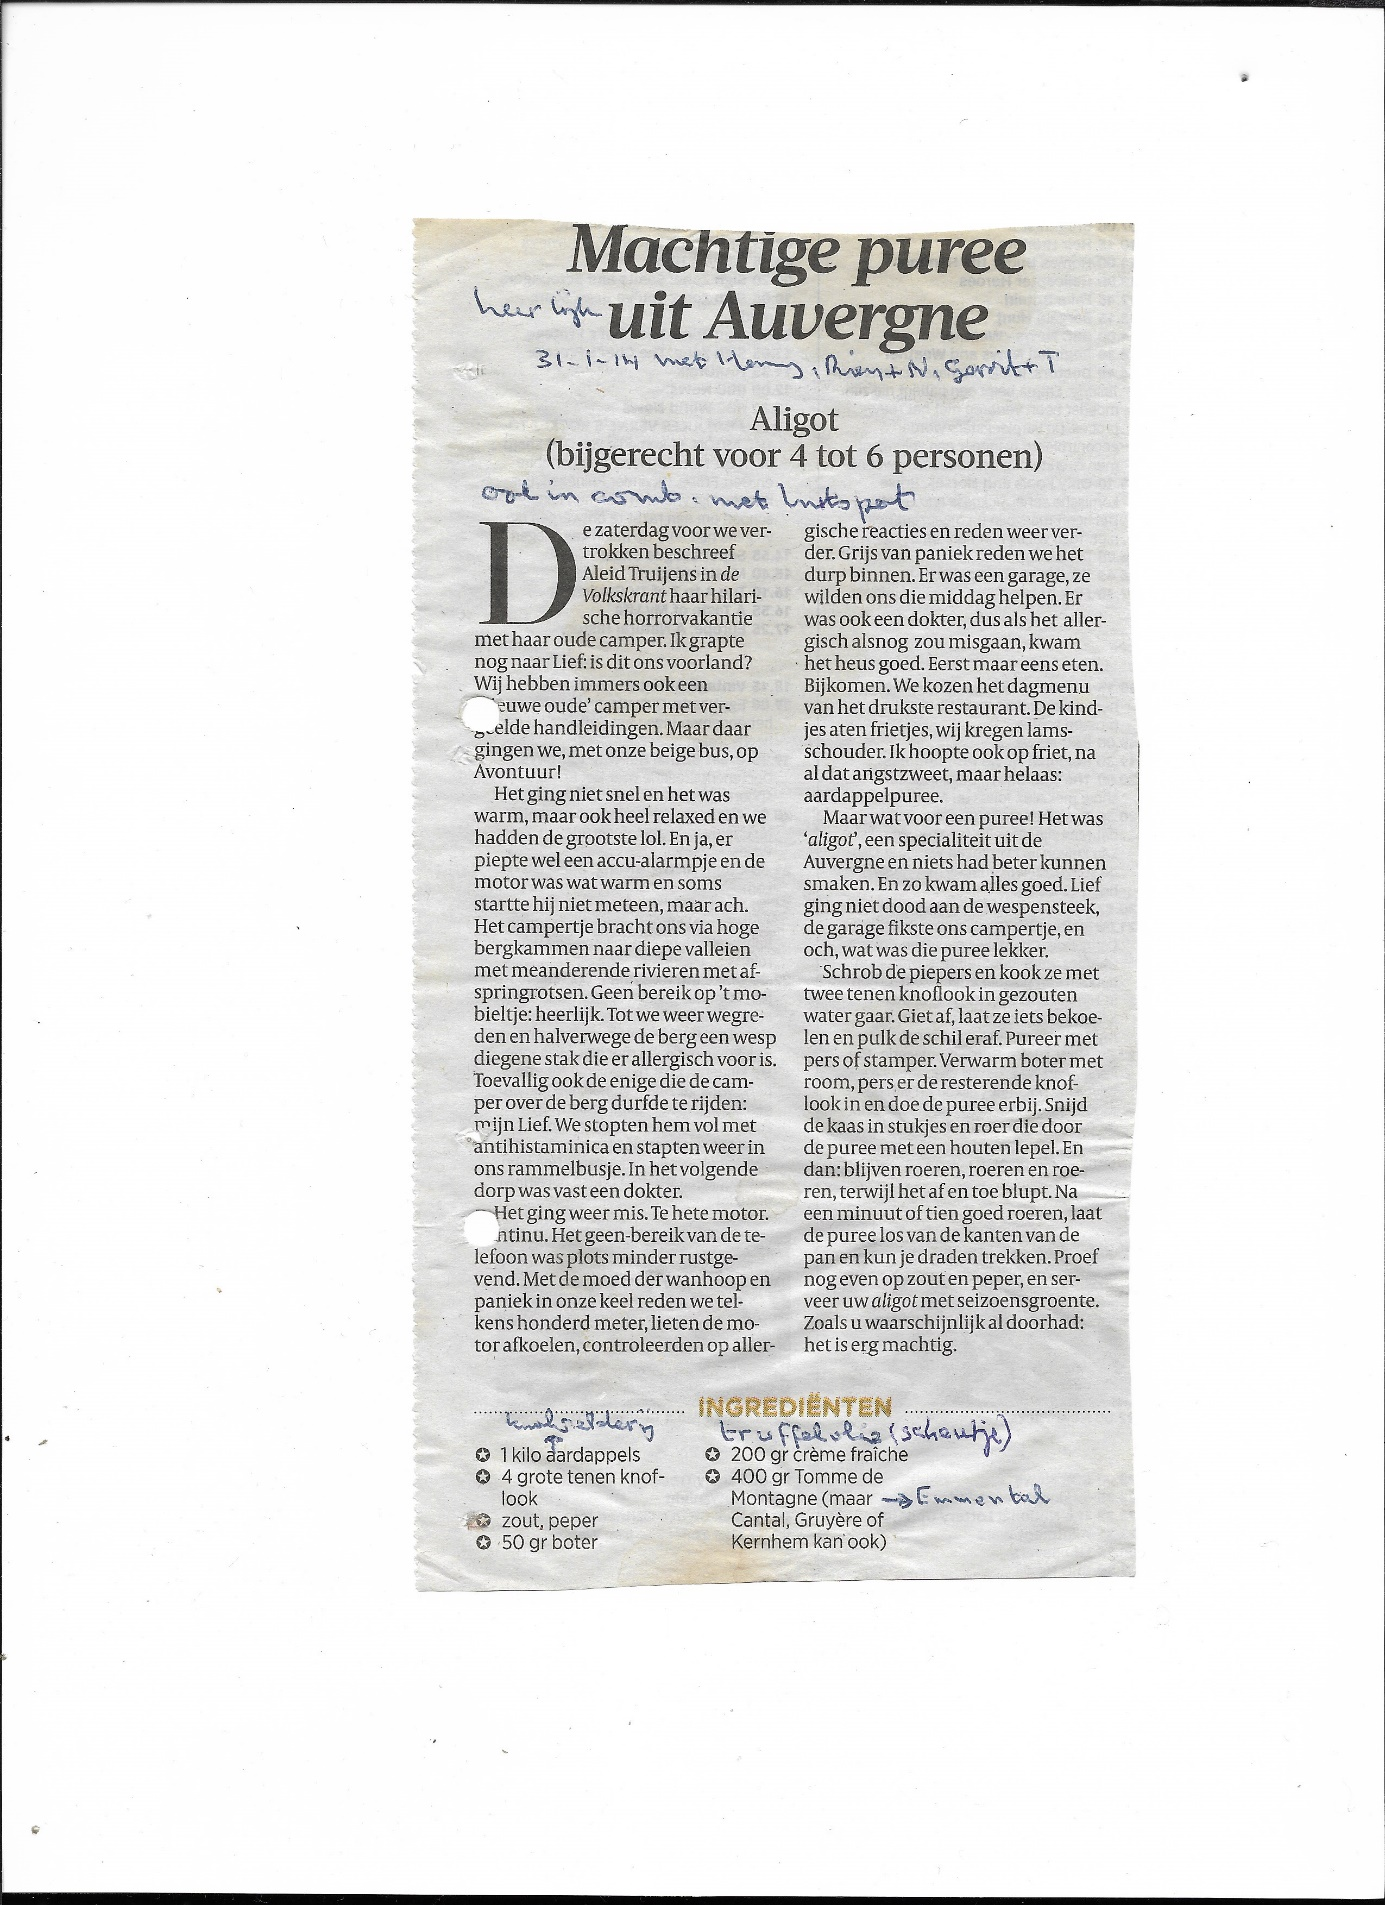 Machtige puree
heerlijk uit Auvergne
31-1-14 met Henny, Rien + N, Gerrit + T
Aligot
(bijgerecht voor 4 tot 6 personen)
ook in comb. met hutspot
De zaterdag voor we ver-
trokken beschreef
Aleid Truijens in de
Volkskrant haar hilari-
sche horrorvakantie
met haar oude camper. Ik grapte
nog naar Lief: is dit ons voorland?
Wij hebben immers ook een
euwe oude' camper met ver-
gelde handleidingen. Maar daar
gingen we, met onze beige bus, op
Avontuur!
Het ging niet snel en het was
warm, maar ook heel relaxed en we
hadden de grootste lol. En ja, er
piepte wel een accu-alarmpje en de
motor was wat warm en soms
startte hij niet meteen, maar ach.
Het campertje bracht ons via hoge
bergkammen naar diepe valleien
met meanderende rivieren met af-
springrotsen. Geen bereik op 't mo-
bieltje: heerlijk. Tot we weer wegre-
den en halverwege de berg een wesp
diegene stak die er allergisch voor is.
Toevallig ook de enige die de cam-
per over de berg durfde te rijden:
mijn Lief. We stopten hem vol met
antihistaminica en stapten weer in
ons rammelbusje. In het volgende
dorp was vast een dokter.
Het ging weer mis. Te hete motor.
ntinu. Het geen-bereik van de te-
lefoon was plots minder rustge-
vend. Met de moed der wanhoop en
paniek in onze keel reden we tel-
kens honderd meter, lieten de mo-
tor afkoelen, controleerden op aller-
gische reacties en reden weer ver-
der. Grijs van paniek reden we het
durp binnen. Er was een garage, ze
wilden ons die middag helpen. Er
was ook een dokter, dus als het aller-
gisch alsnog zou misgaan, kwam
het heus goed. Eerst maar eens eten.
Bijkomen. We kozen het dagmenu
van het drukste restaurant. De kind-
jes aten frietjes, wij kregen lams-
schouder. Ik hoopte ook op friet, na
al dat angstzweet, maar helaas:
aardappelpuree.
Maar wat voor een puree! Het was
'aligot', een specialiteit uit de
Auvergne en niets had beter kunnen
smaken. En zo kwam alles goed. Lief
ging niet dood aan de wespensteek,
de garage fikste ons campertje, en
och, wat was die puree lekker.
Schrob de piepers en kook ze met
twee tenen knoflook in gezouten
water gaar. Giet af, laat ze iets bekoe-
len en pulk de schil eraf. Pureer met
pers of stamper. Verwarm boter met
room, pers er de resterende knof-
look in en doe de puree erbij. Snijd
de kaas in stukjes en roer die door
de puree met een houten lepel. En
dan: blijven roeren, roeren en roe-
ren, terwijl het af en toe blupt. Na
een minuut of tien goed roeren, laat
de puree los van de kanten van de
pan en kun je draden trekken. Proef
nog even op zout en peper, en ser-
veer uw aligot met seizoensgroente.
Zoals u waarschijnlijk al doorhad:
het is erg machtig.
INGREDIËNTEN
knolselderij
1 kilo aardappels
4 grote tenen knof-
look
zout, peper
50 gr boter
truffelolie (scheutje)
200 gr crème fraîche
400 gr Tomme de
Montagne (maar → Emmental
Cantal, Gruyère of
Kernhem kan ook)